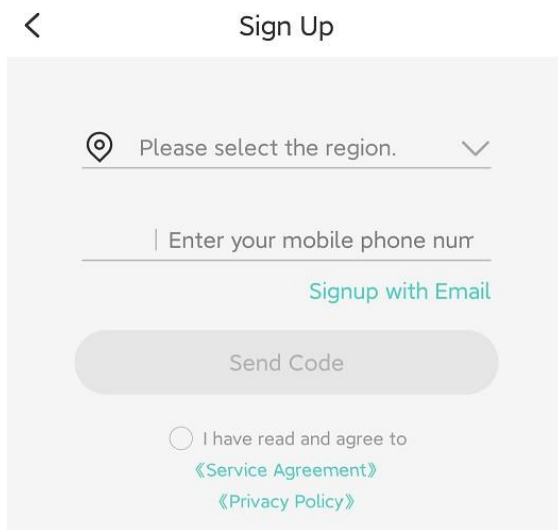 Sign Up
Please select the region.
Enter your mobile phone num
Signup with Email
Send Code
I have read and agree to
《Service Agreement》
《Privacy Policy》